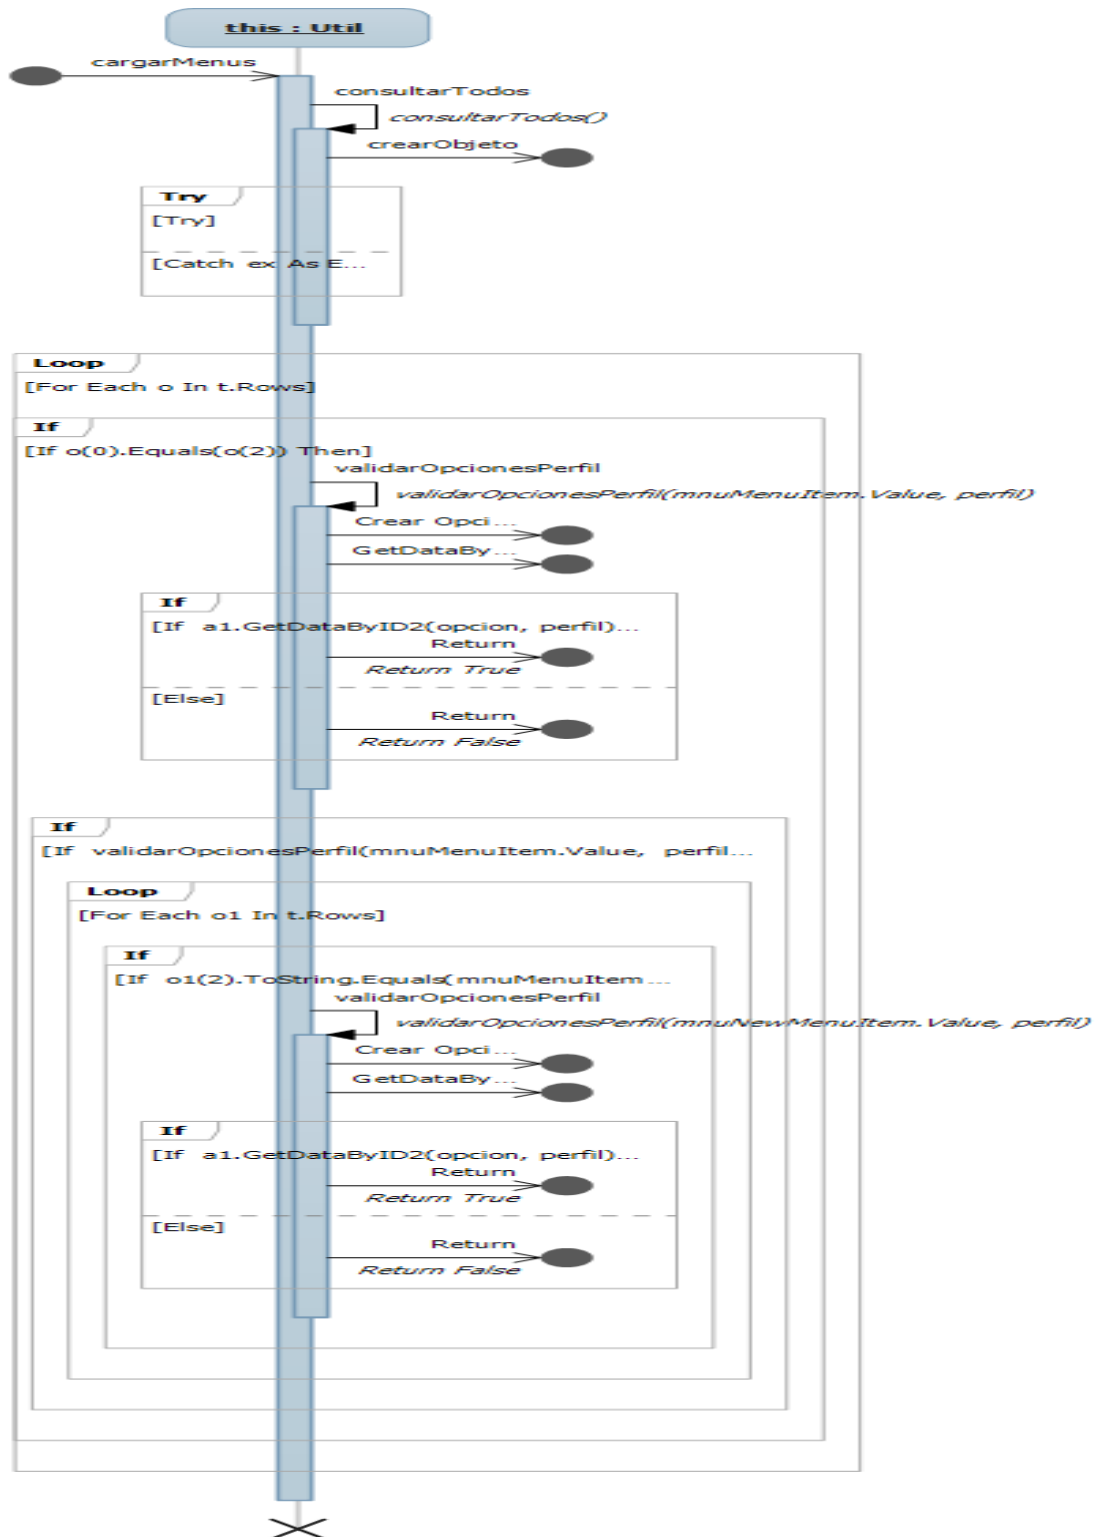 this : Util
cargarMenus
consultarTodos
consultarTodos()
crearObjeto
Try
[Try]
[Catch ex As E...
Loop
[For Each o In t.Rows]
If
[If o(0).Equals(o(2)) Then]
validarOpcionesPerfil
validarOpcionesPerfil(mnuMenuItem.Value, perfil)
Crear Opci...
GetDataBy...
If
[If a1.GetDataByID2(opcion, perfil)...
Return
Return True
[Else]
Return
Return False
If
[If validarOpcionesPerfil(mnuMenuItem.Value, perfil...
Loop
[For Each o1 In t.Rows]
If
[If o1(2).ToString.Equals(mnuMenuItem...
validarOpcionesPerfil
validarOpcionesPerfil(mnuNewMenuItem.Value, perfil)
Crear Opci...
GetDataBy...
If
[If a1.GetDataByID2(opcion, perfil)...
Return
Return True
[Else]
Return
Return False